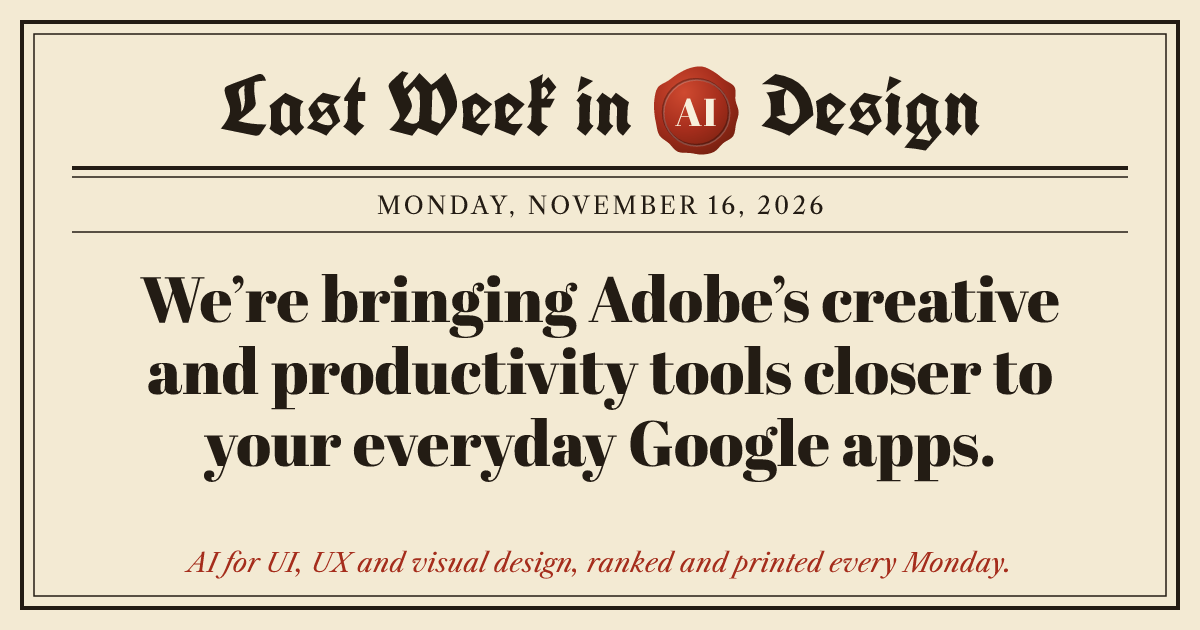 Last Week in AI Design
MONDAY, NOVEMBER 16, 2026
We’re bringing Adobe’s creative
and productivity tools closer to
your everyday Google apps.
AI for UI, UX and visual design, ranked and printed every Monday.